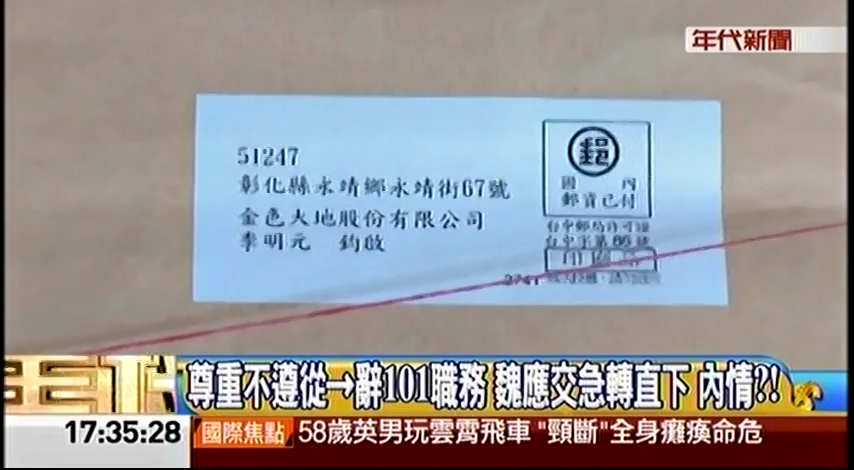 年代新聞
51247
彰化縣永靖鄉永靖街67號
金色大地股份有限公司
李明元 鈞啟
郵
國 內
郵資已付
台中郵局許可證
台中字第 號
2741
尊重不遵從→辭101職務 魏應交急轉直下 內情?!
17:35:28
國際焦點
58歲英男玩雲霄飛車"頸斷"全身癱瘓命危